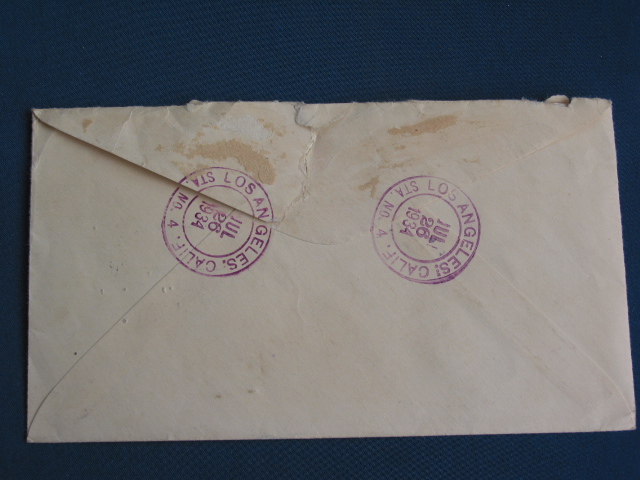 LOS ANGELES, CALIF.
STA. NO. 4
JUL
26
1934
LOS ANGELES, CALIF.
STA. NO. 4
JUL
26
1934